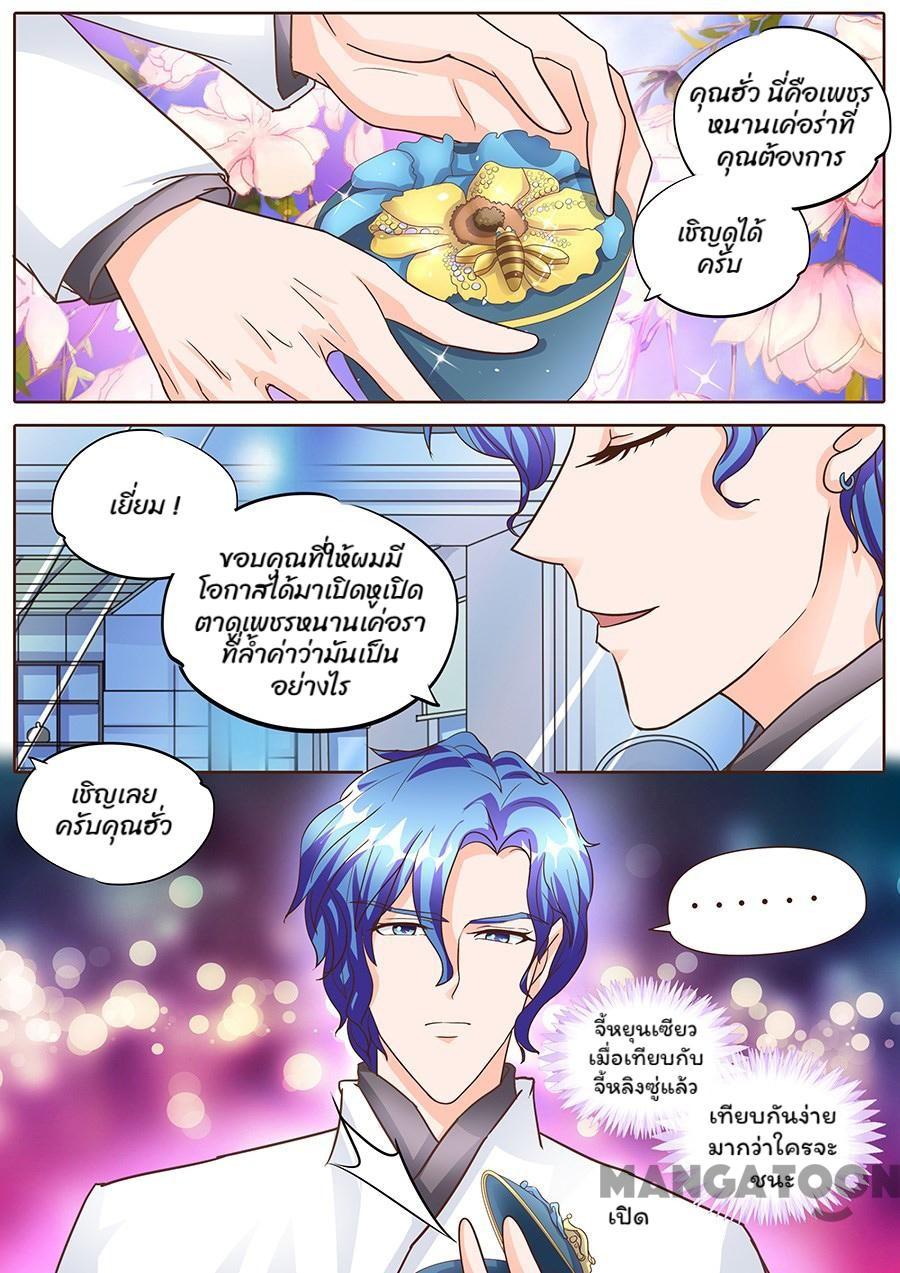 คุณฮั่ว นี่คือเพชร
หนานเค่อร่าที่
คุณต้องการ
เชิญดูได้
ครับ
เยี่ยม !
ขอบคุณที่ให้ผมมี
โอกาสได้มาเปิดหูเปิด
ตาดูเพชรหนานเค่อรา
ที่ล้ำค่าว่ามันเป็น
อย่างไร
เชิญเลย
ครับคุณฮั่ว
......
จี้หยุนเซียว
เมื่อเทียบกับ
จี้หลิงซู่แล้ว
เทียบกันง่าย
มากว่าใครจะ
ชนะ
MANGATOON
เปิด